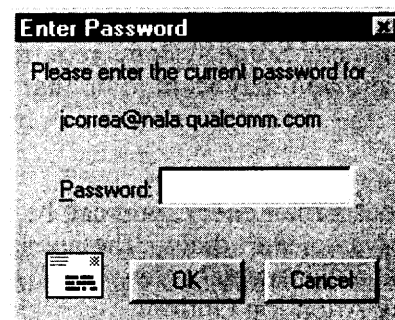 Enter Password
Please enter the current password for
jcorrea@nala.qualcomm.com
Password:
OK
Cancel